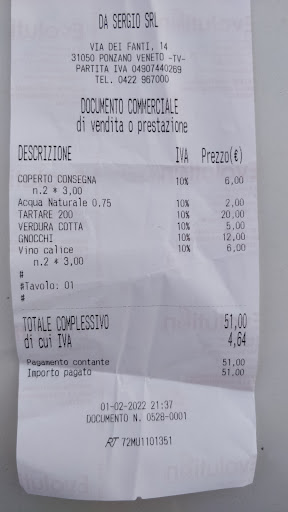 DA SERGIO SRL
VIA DEI FANTI, 14
31050 PONZANO VENETO -TV-
PARTITA IVA 04907440269
TEL. 0422 967000
DOCUMENTO COMMERCIALE
di vendita o prestazione
DESCRIZIONE IVA Prezzo(€)
COPERTO CONSEGNA 10% 6,00
n.2 * 3,00
Acqua Naturale 0.75 10% 2,00
TARTARE 200 10% 20,00
VERDURA COTTA 10% 5,00
GNOCCHI 10% 12,00
Vino calice 10% 6,00
n.2 * 3,00
#
#Tavolo: 01
#
TOTALE COMPLESSIVO 51,00
di cui IVA 4,64
Pagamento contante 51,00
Importo pagato 51,00
01-02-2022 21:37
DOCUMENTO N. 0528-0001
RT 72MU1101351